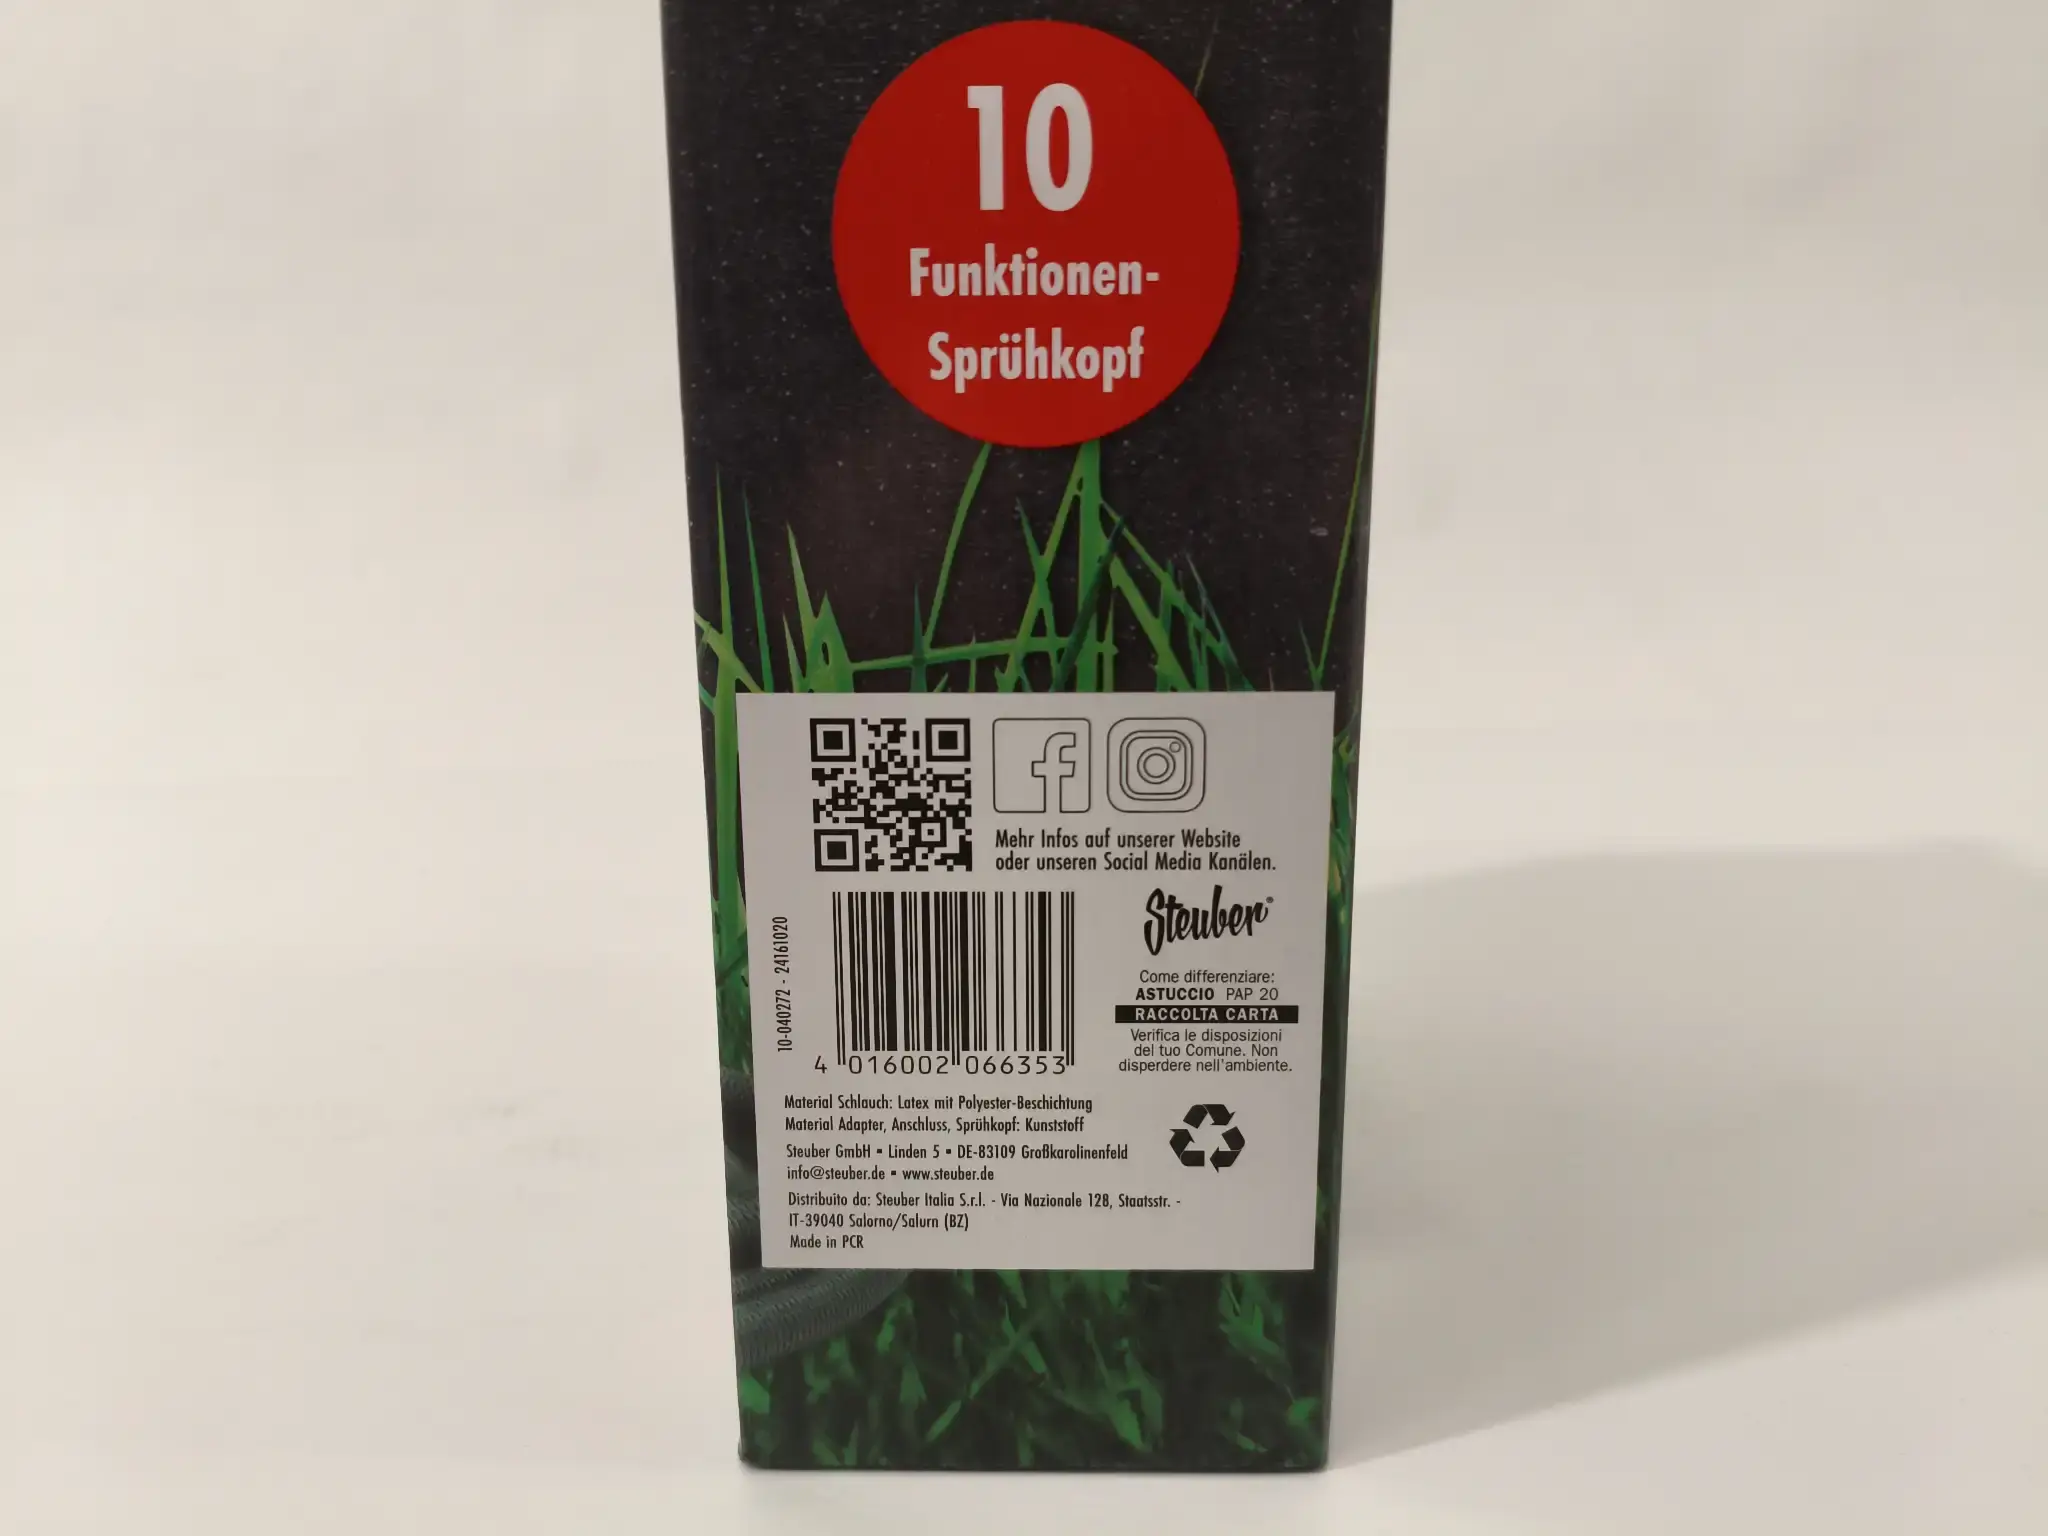 10
Funktionen-
Sprühkopf
Mehr Infos auf unserer Website
oder unseren Social Media Kanälen.
10-040272 - 24161020
4 016002 066353
Steuber®
Come differenziare:
ASTUCCIO PAP 20
RACCOLTA CARTA
Verifica le disposizioni
del tuo Comune. Non
disperdere nell'ambiente.
Material Schlauch: Latex mit Polyester-Beschichtung
Material Adapter, Anschluss, Sprühkopf: Kunststoff
Steuber GmbH ▪ Linden 5 ▪ DE-83109 Großkarolinenfeld
info@steuber.de ▪ www.steuber.de
Distribuito da: Steuber Italia S.r.l. - Via Nazionale 128, Staatsstr. -
IT-39040 Salorno/Salurn (BZ)
Made in PCR